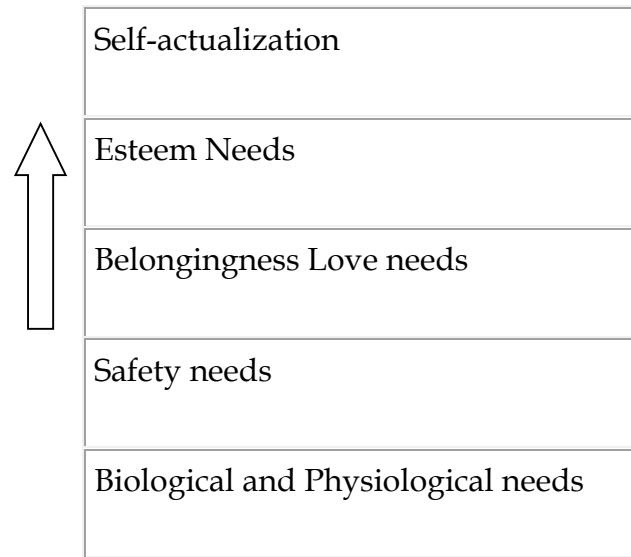 Self-actualization
Esteem Needs
Belongingness Love needs
Safety needs
Biological and Physiological needs